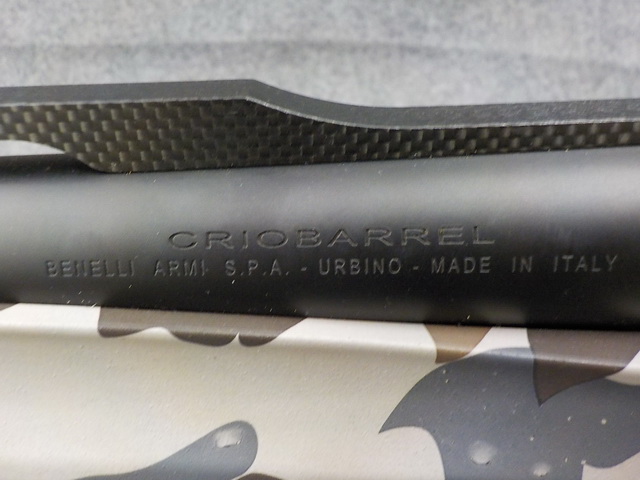 CRIOBARREL
BENELLI ARMI S.P.A. - URBINO - MADE IN ITALY